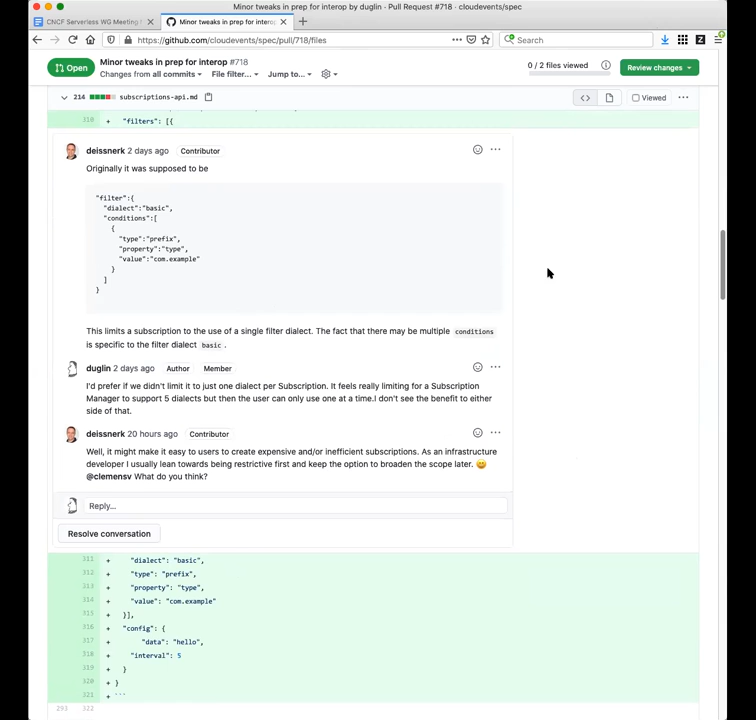 Minor tweaks in prep for interop by duglin · Pull Request #718 · cloudevents/spec
CNCF Serverless WG Meeting
Minor tweaks in prep for interop
https://github.com/cloudevents/spec/pull/718/files
Search
Open
Minor tweaks in prep for interop #718
Changes from all commits
File filter...
Jump to...
0 / 2 files viewed
Review changes
214
subscriptions-api.md
Viewed
310 + "filters": [{
deissnerk 2 days ago Contributor
Originally it was supposed to be
"filter":{
"dialect":"basic",
"conditions":[
{
"type":"prefix",
"property":"type",
"value":"com.example"
}
]
}
This limits a subscription to the use of a single filter dialect. The fact that there may be multiple conditions
is specific to the filter dialect basic .
duglin 2 days ago Author Member
I'd prefer if we didn't limit it to just one dialect per Subscription. It feels really limiting for a Subscription
Manager to support 5 dialects but then the user can only use one at a time.I don't see the benefit to either
side of that.
deissnerk 20 hours ago Contributor
Well, it might make it easy to users to create expensive and/or inefficient subscriptions. As an infrastructure
developer I usually lean towards being restrictive first and keep the option to broaden the scope later. 😀
@clemensv What do you think?
Reply...
Resolve conversation
311 + "dialect": "basic",
312 + "type": "prefix",
313 + "property": "type",
314 + "value": "com.example"
315 + }],
316 + "config": {
317 + "data": "hello",
318 + "interval": 5
319 + }
320 + }
321 + ```
293 322